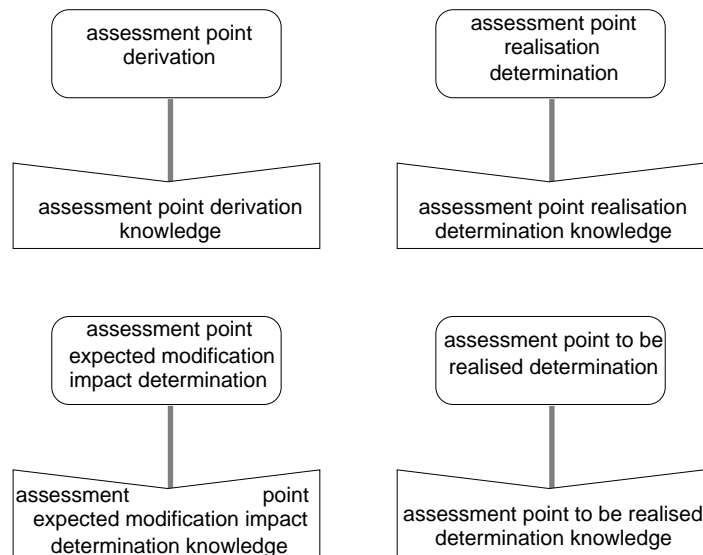 assessment point
derivation
assessment point
realisation
determination
assessment point derivation
knowledge
assessment point realisation
determination knowledge
assessment point
expected modification
impact determination
assessment point to be
realised determination
assessment point
expected modification impact
determination knowledge
assessment point to be realised
determination knowledge